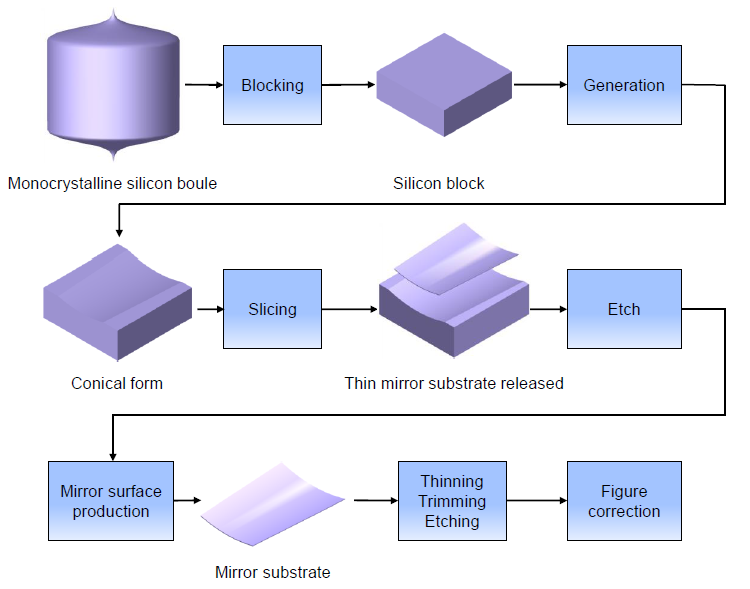 Blocking
Generation
Monocrystalline silicon boule
Silicon block
Slicing
Etch
Conical form
Thin mirror substrate released
Mirror surface
production
Thinning
Trimming
Etching
Figure
correction
Mirror substrate